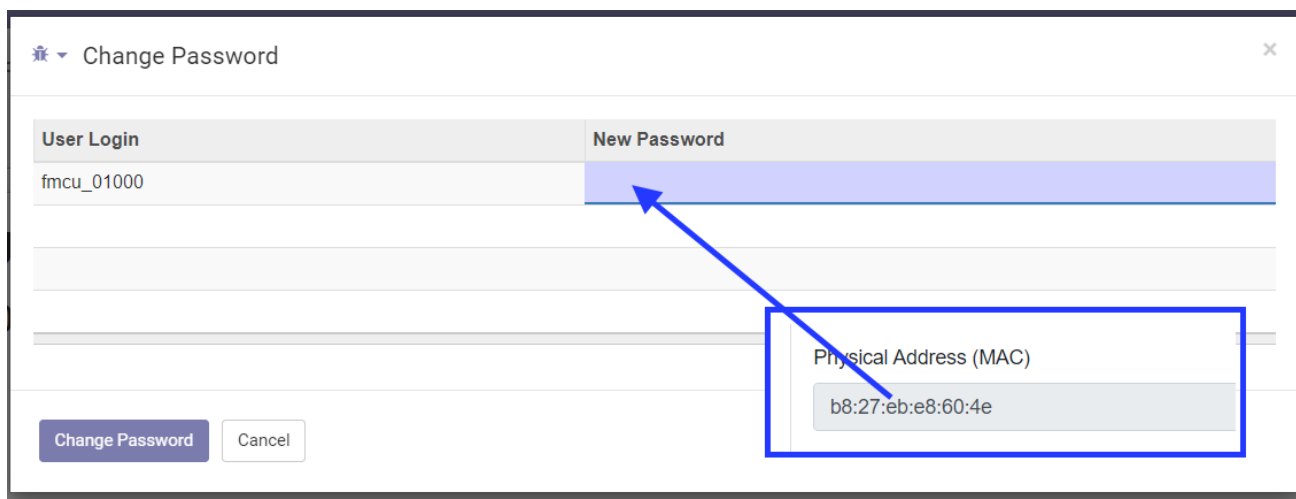 Change Password
×
User Login New Password
fmcu_01000
Physical Address (MAC)
b8:27:eb:e8:60:4e
Change Password Cancel